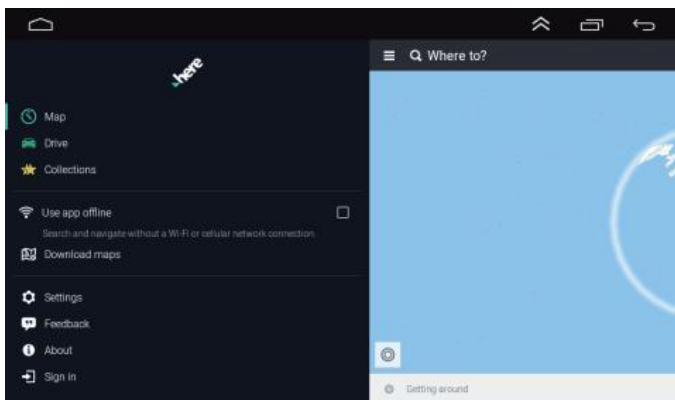 here
Where to?
Map
Drive
Collections
Use app offline
Search and navigate without a Wi-Fi or cellular network connection.
Download maps
Settings
Feedback
About
Sign in
Getting around